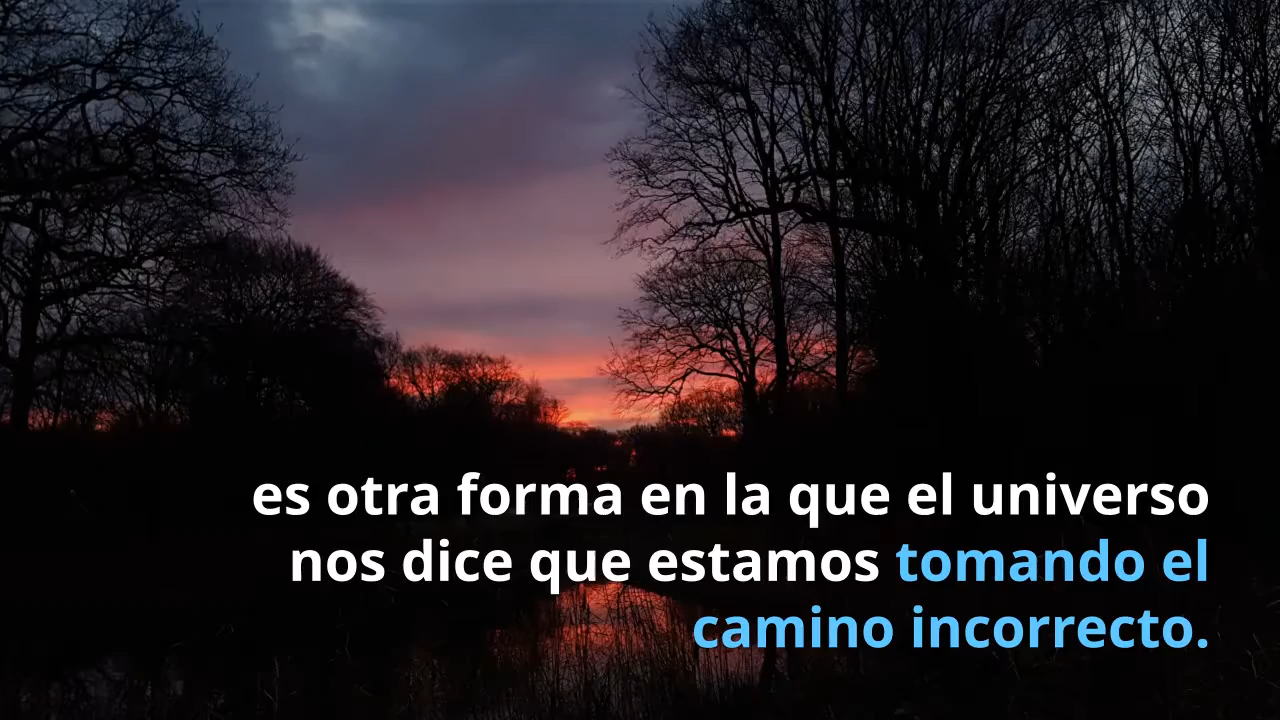 es otra forma en la que el universo
nos dice que estamos tomando el
camino incorrecto.